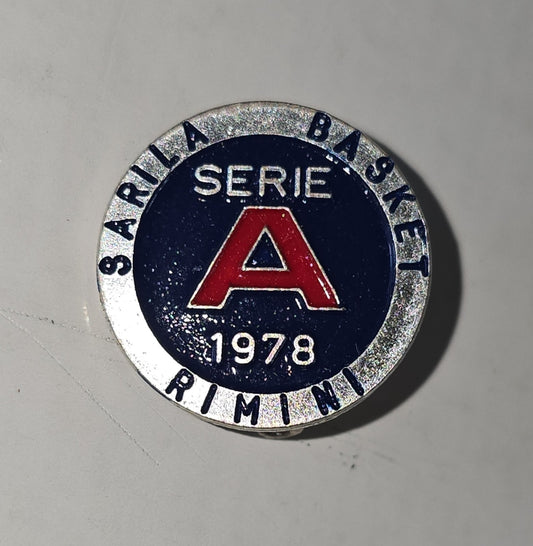 SARILA BASKET
SERIE
A
1978
RIMINI